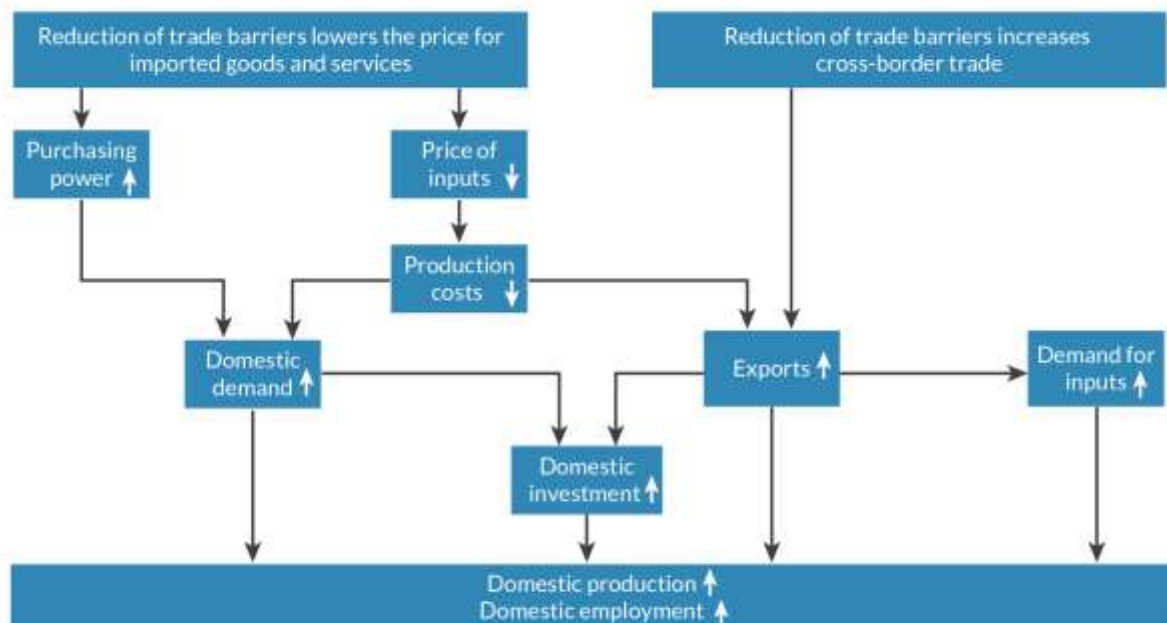 Reduction of trade barriers lowers the price for
imported goods and services
Reduction of trade barriers increases
cross-border trade
Purchasing
power
Price of
inputs
Production
costs
Domestic
demand
Exports
Demand for
inputs
Domestic
investment
Domestic production
Domestic employment